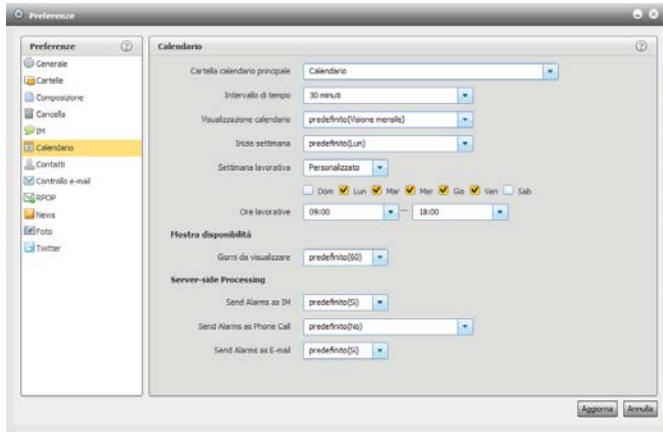 Preferenze
Preferenze
Generale
Cartelle
Composizione
Cancella
IM
Calendario
Contatti
Controllo e-mail
RPOP
News
Foto
Twitter
Calendario
Cartella calendario principale Calendario
Intervallo di tempo 30 minuti
Visualizzazione calendario predefinito(Visione mensile)
Inizio settimana predefinito(Lun)
Settimana lavorativa Personalizzato
Dom Lun Mar Mer Gio Ven Sab
Ore lavorative 09:00 — 18:00
Mostra disponibilità
Giorni da visualizzare predefinito(60)
Server-side Processing
Send Alarms as IM predefinito(Sì)
Send Alarms as Phone Call predefinito(No)
Send Alarms as E-mail predefinito(Sì)
Aggiorna Annulla